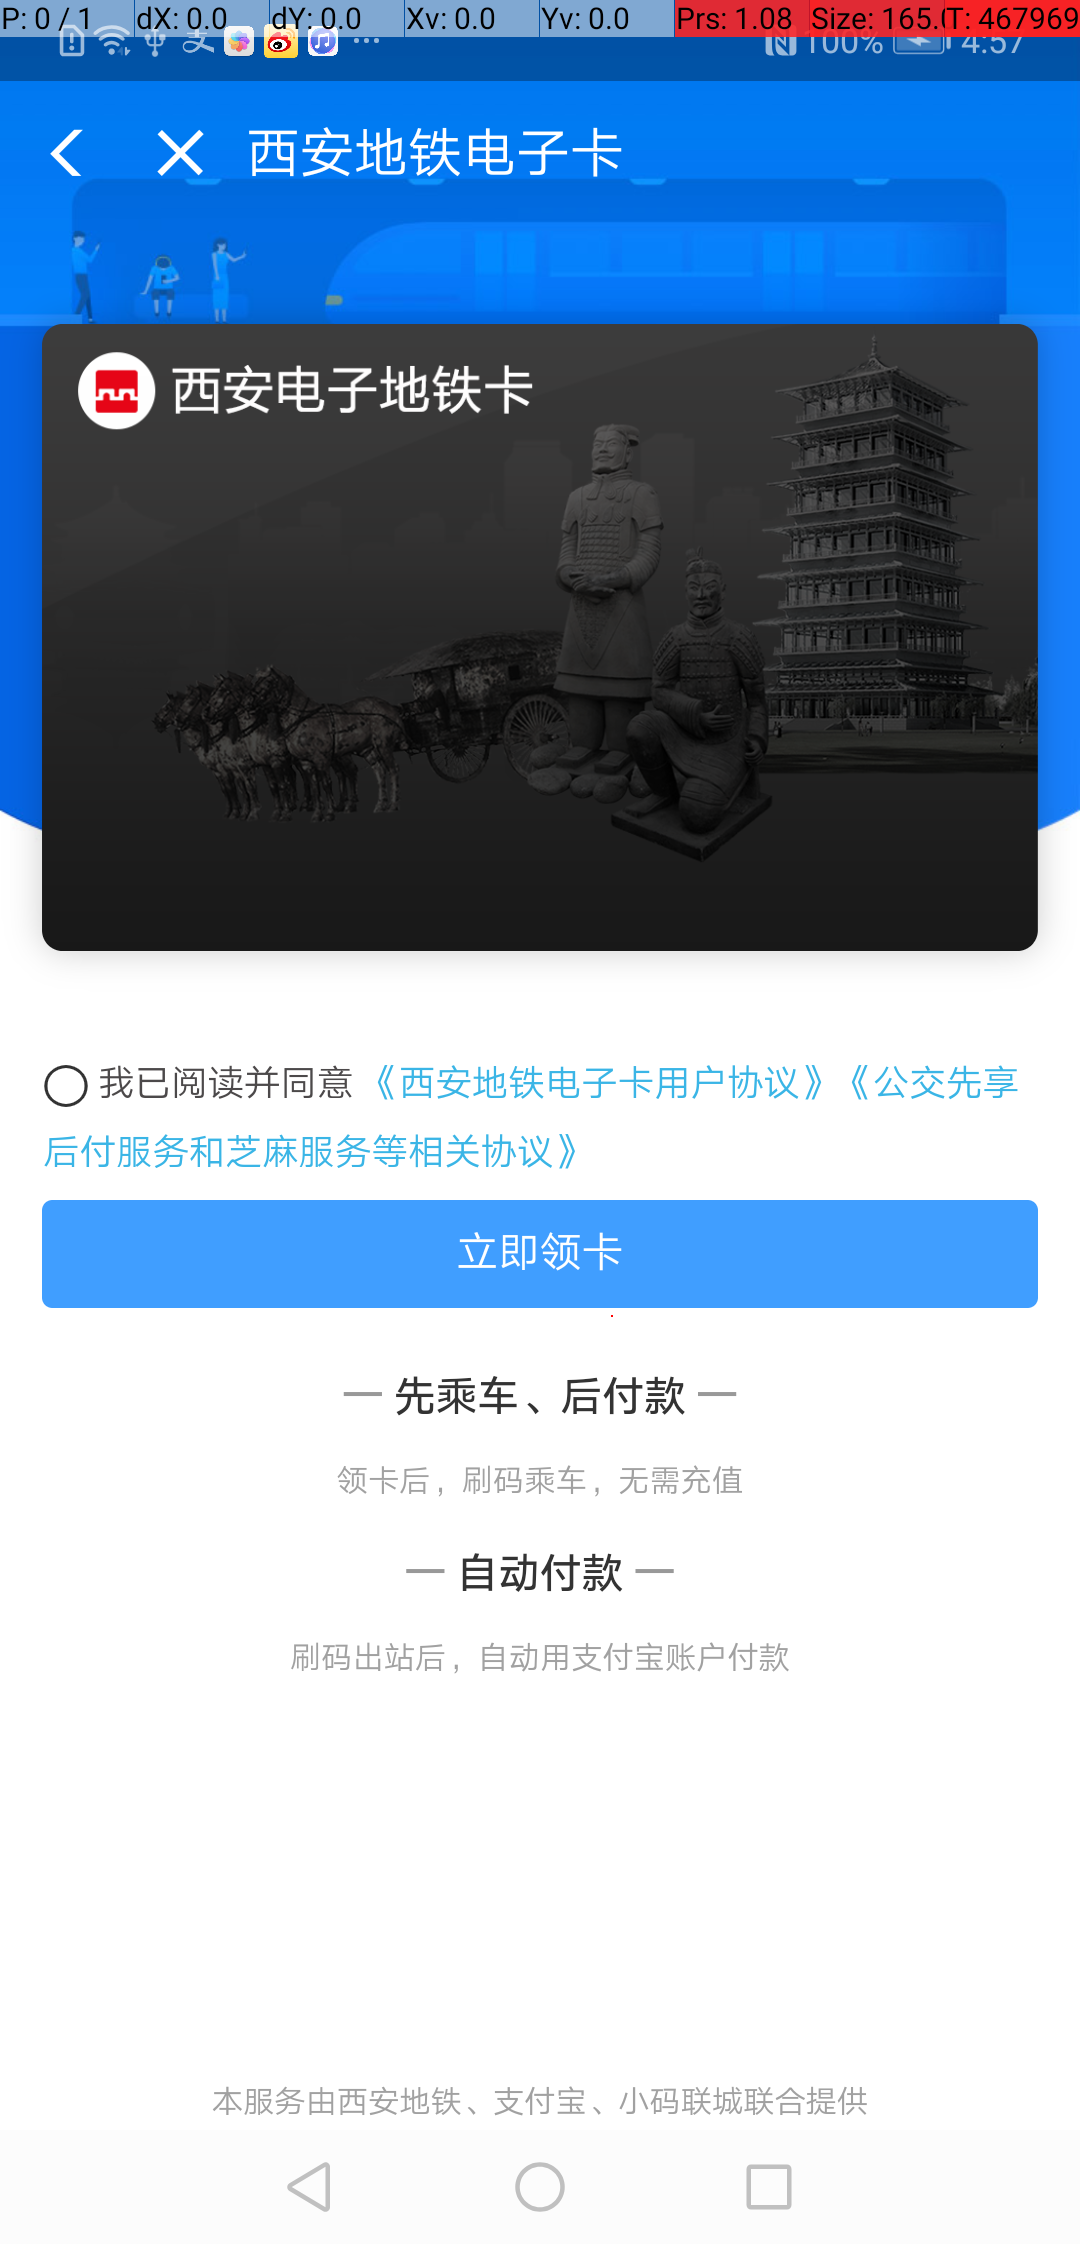 P: 0 / 1 dX: 0.0 dY: 0.0 Xv: 0.0 Yv: 0.0 Prs: 1.08 Size: 165.0 T: 467969
100% 4:57
西安地铁电子卡
西安电子地铁卡
我已阅读并同意《西安地铁电子卡用户协议》《公交先享
后付服务和芝麻服务等相关协议》
立即领卡
先乘车、后付款
领卡后，刷码乘车，无需充值
自动付款
刷码出站后，自动用支付宝账户付款
本服务由西安地铁、支付宝、小码联城联合提供